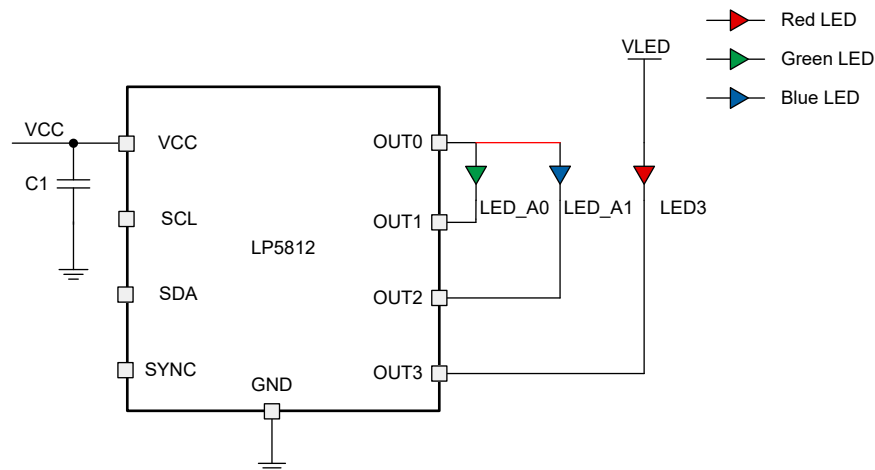 Red LED
VLED
Green LED
Blue LED
VCC
VCC
OUT0
C1
LED_A0
LED_A1
LED3
SCL
OUT1
LP5812
SDA
OUT2
SYNC
OUT3
GND